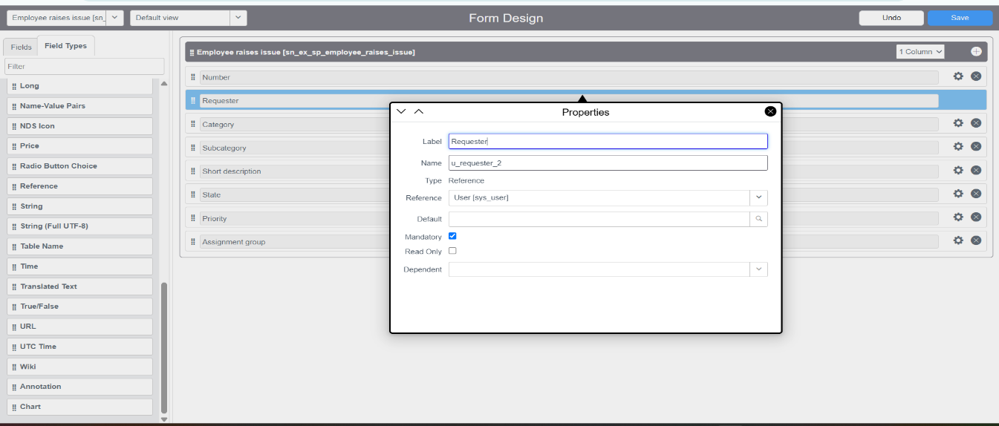 Employee raises issue [sn_
Default view
Form Design
Undo
Save
Fields
Field Types
Filter
Long
Name-Value Pairs
NDS Icon
Price
Radio Button Choice
Reference
String
String (Full UTF-8)
Table Name
Time
Translated Text
True/False
URL
UTC Time
Wiki
Annotation
Chart
Employee raises issue [sn_ex_sp_employee_raises_issue]
1 Column
Number
Requester
Category
Subcategory
Short description
State
Priority
Assignment group
Properties
Label Requester
Name u_requester_2
Type Reference
Reference User [sys_user]
Default
Mandatory
Read Only
Dependent